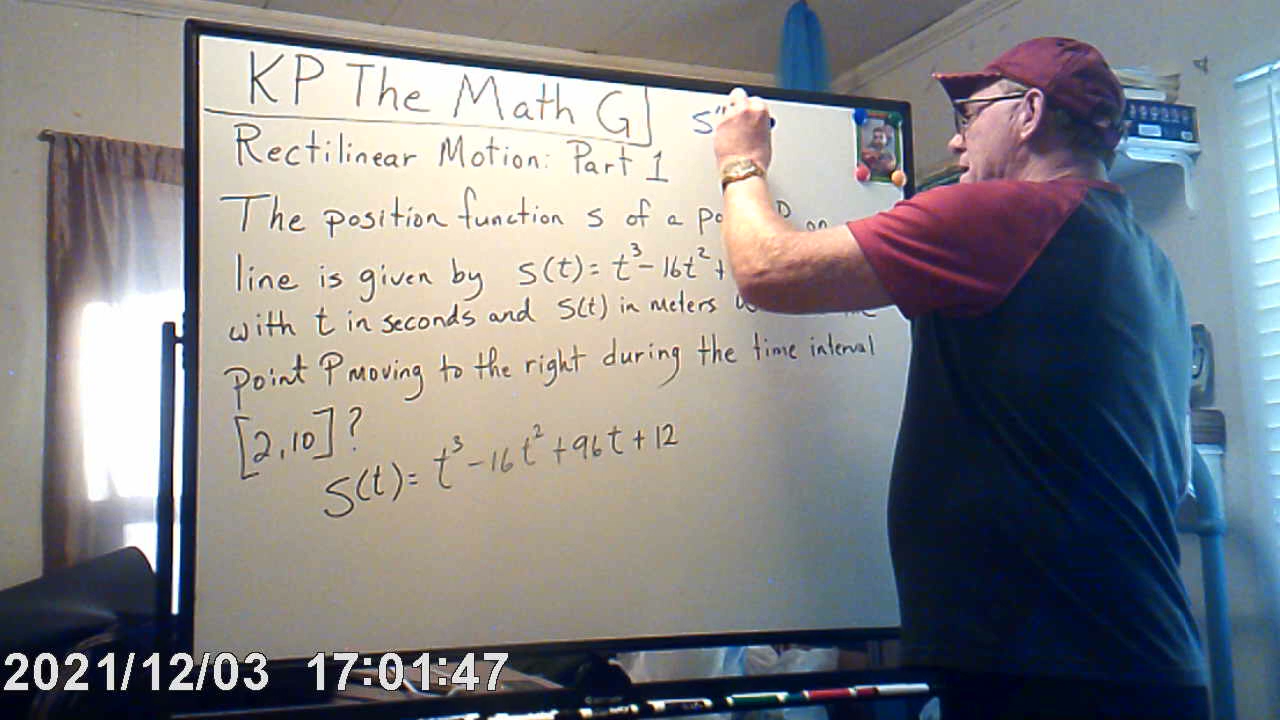 KP The Math G
S"
Rectilinear Motion: Part 1
The position function s of a P on
line is given by s(t) = t³ - 16t² +
with t in seconds and s(t) in meters
point P moving to the right during the time interval
[2,10]?
S(t) = t³ - 16t² + 96t + 12
2021/12/03 17:01:47